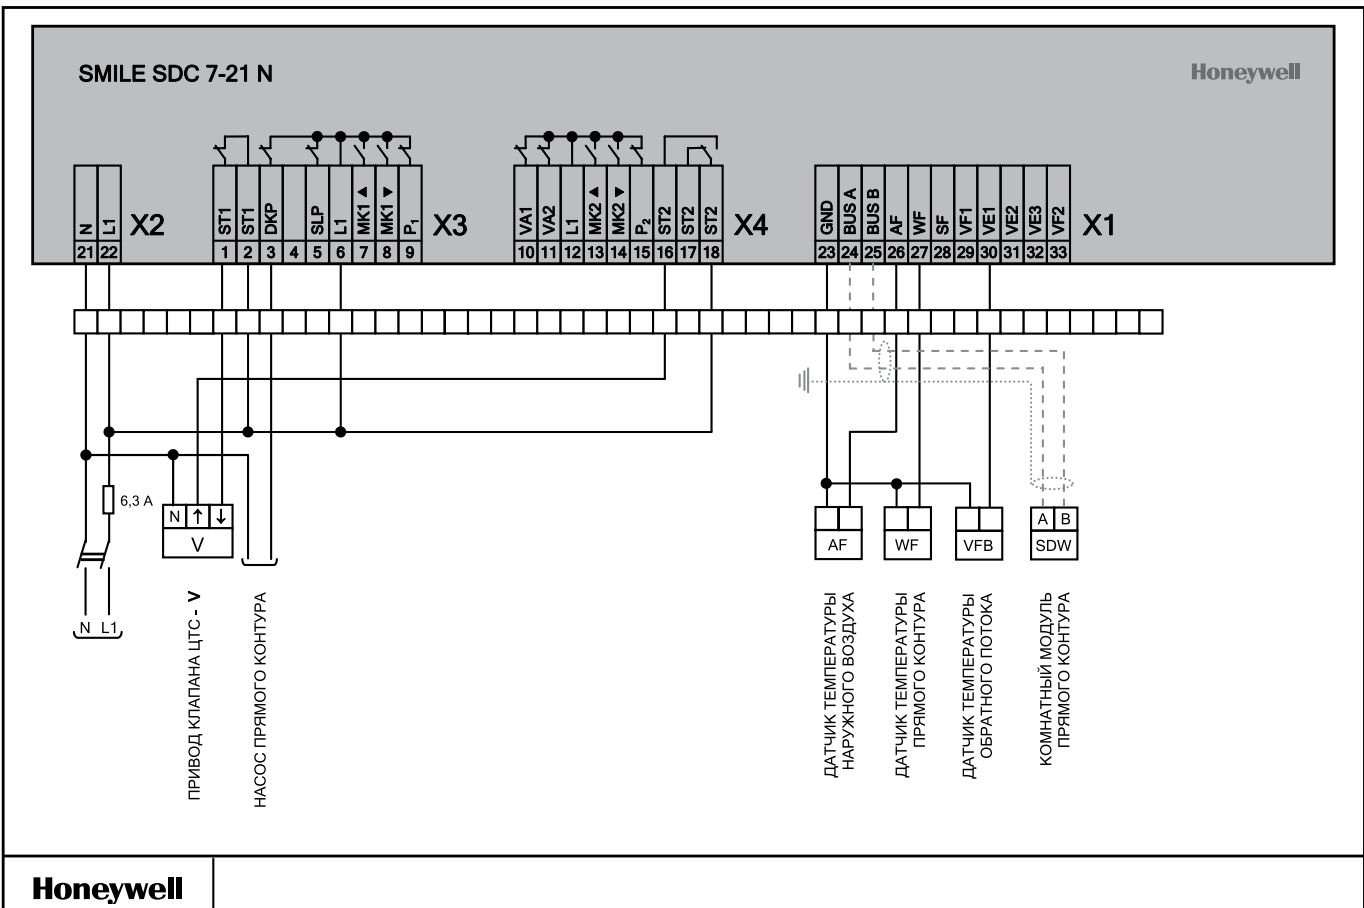 SMILE SDC 7-21 N
Honeywell
N L1 X2
21 22
ST1 ST1 DKP SLP L1 MK1▲ MK1▼ P1 X3
1 2 3 4 5 6 7 8 9
VA1 VA2 L1 MK2▲ MK2▼ P2 ST2 ST2 ST2 X4
10 11 12 13 14 15 16 17 18
GND BUS A BUS B AF WF SF VF1 VE1 VE2 VE3 VF2 X1
23 24 25 26 27 28 29 30 31 32 33
6,3 A
N ↑ ↓
V
N L1
A B
AF
WF
VFB
SDW
ПРИВОД КЛАПАНА ЦТС - V
НАСОС ПРЯМОГО КОНТУРА
ДАТЧИК ТЕМПЕРАТУРЫ
НАРУЖНОГО ВОЗДУХА
ДАТЧИК ТЕМПЕРАТУРЫ
ПРЯМОГО КОНТУРА
ДАТЧИК ТЕМПЕРАТУРЫ
ОБРАТНОГО ПОТОКА
КОМНАТНЫЙ МОДУЛЬ
ПРЯМОГО КОНТУРА
Honeywell